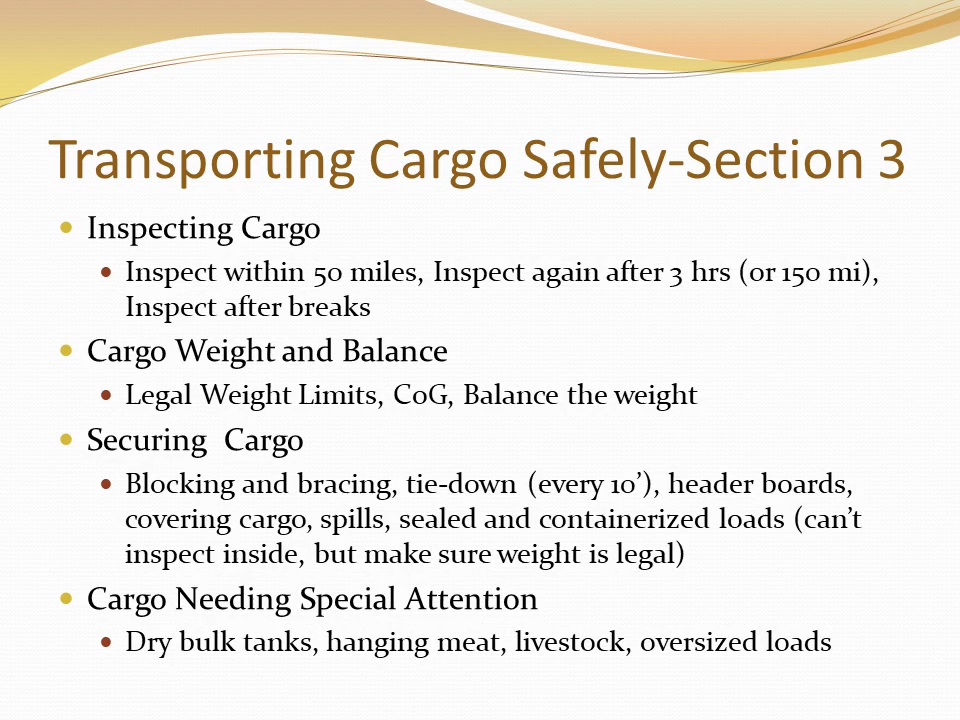 Transporting Cargo Safely-Section 3
Inspecting Cargo
Inspect within 50 miles, Inspect again after 3 hrs (or 150 mi),
Inspect after breaks
Cargo Weight and Balance
Legal Weight Limits, CoG, Balance the weight
Securing  Cargo
Blocking and bracing, tie-down (every 10’), header boards,
covering cargo, spills, sealed and containerized loads (can’t
inspect inside, but make sure weight is legal)
Cargo Needing Special Attention
Dry bulk tanks, hanging meat, livestock, oversized loads